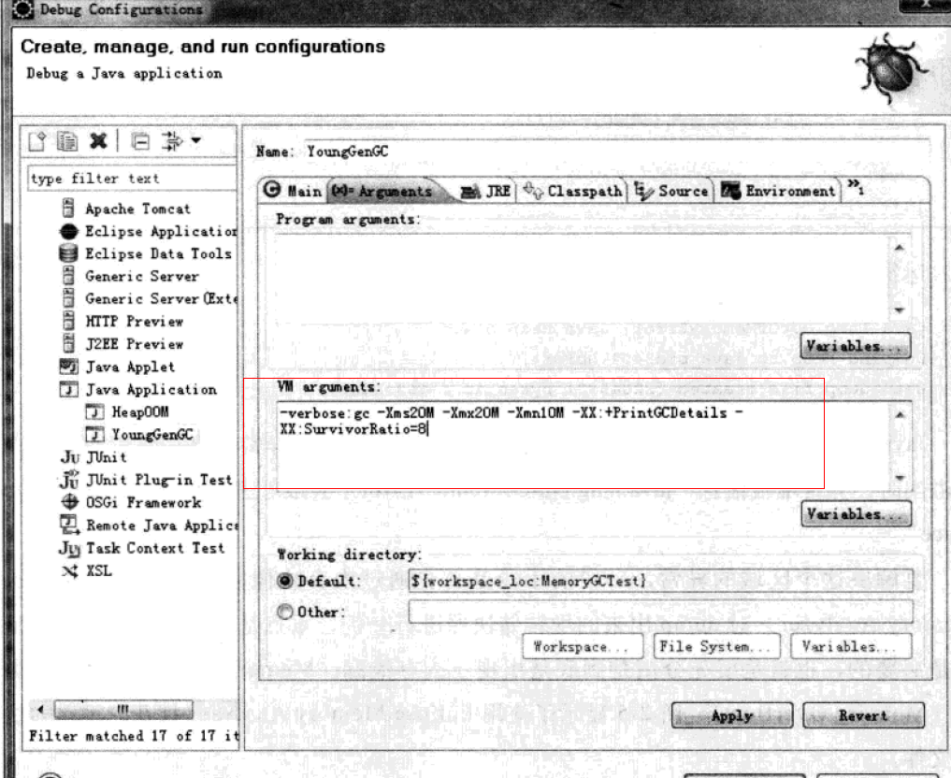 Debug Configurations
Create, manage, and run configurations
Debug a Java application
type filter text
Apache Tomcat
Eclipse Application
Eclipse Data Tools
Generic Server
Generic Server(Exte
HTTP Preview
J2EE Preview
Java Applet
Java Application
HeapOOM
YoungGenGC
JUnit
JUnit Plug-in Test
OSGi Framework
Remote Java Applica
Task Context Test
XSL
Filter matched 17 of 17 it
Name: YoungGenGC
Main
(x)= Arguments
JRE
Classpath
Source
Environment
»1
Program arguments:
Variables...
VM arguments:
-verbose:gc -Xms20M -Xmx20M -Xmn10M -XX:+PrintGCDetails -
XX:SurvivorRatio=8
Variables...
Working directory:
Default:
${workspace_loc:MemoryGCTest}
Other:
Workspace...
File System...
Variables...
Apply
Revert